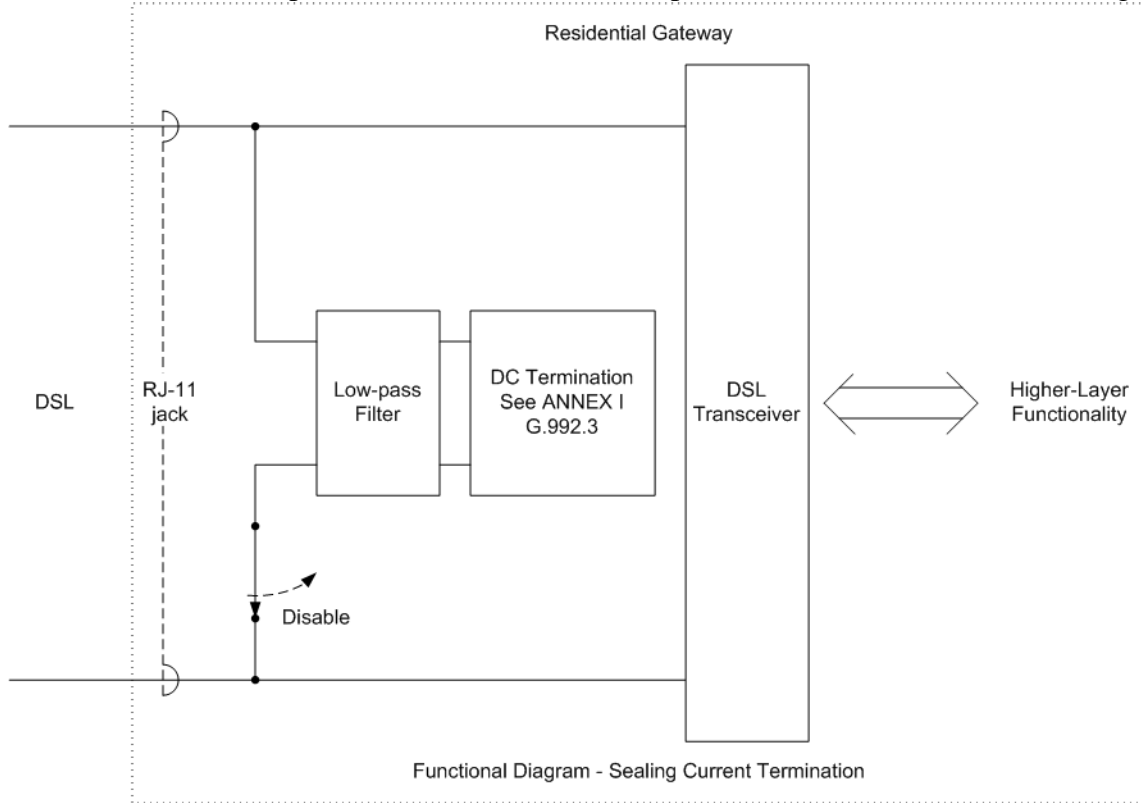 Residential Gateway
DSL
RJ-11
jack
Low-pass
Filter
DC Termination
See ANNEX I
G.992.3
DSL
Transceiver
Higher-Layer
Functionality
Disable
Functional Diagram - Sealing Current Termination